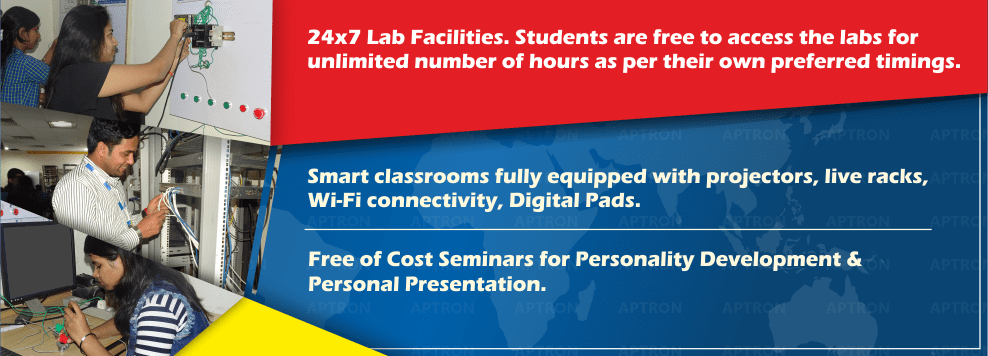 24x7 Lab Facilities. Students are free to access the labs for
unlimited number of hours as per their own preferred timings.
Smart classrooms fully equipped with projectors, live racks,
Wi-Fi connectivity, Digital Pads.
Free of Cost Seminars for Personality Development &
Personal Presentation.
APTRON